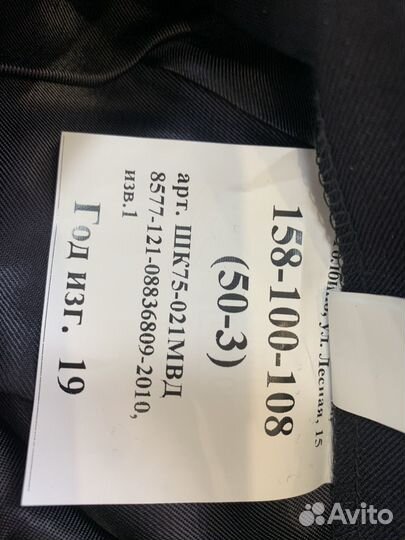 ул. Лесная, 15
158-100-108
(50-3)
арт. ШК75-021МВД
8577-121-08836809-2010,
изв.1
Год изг. 19
Avito